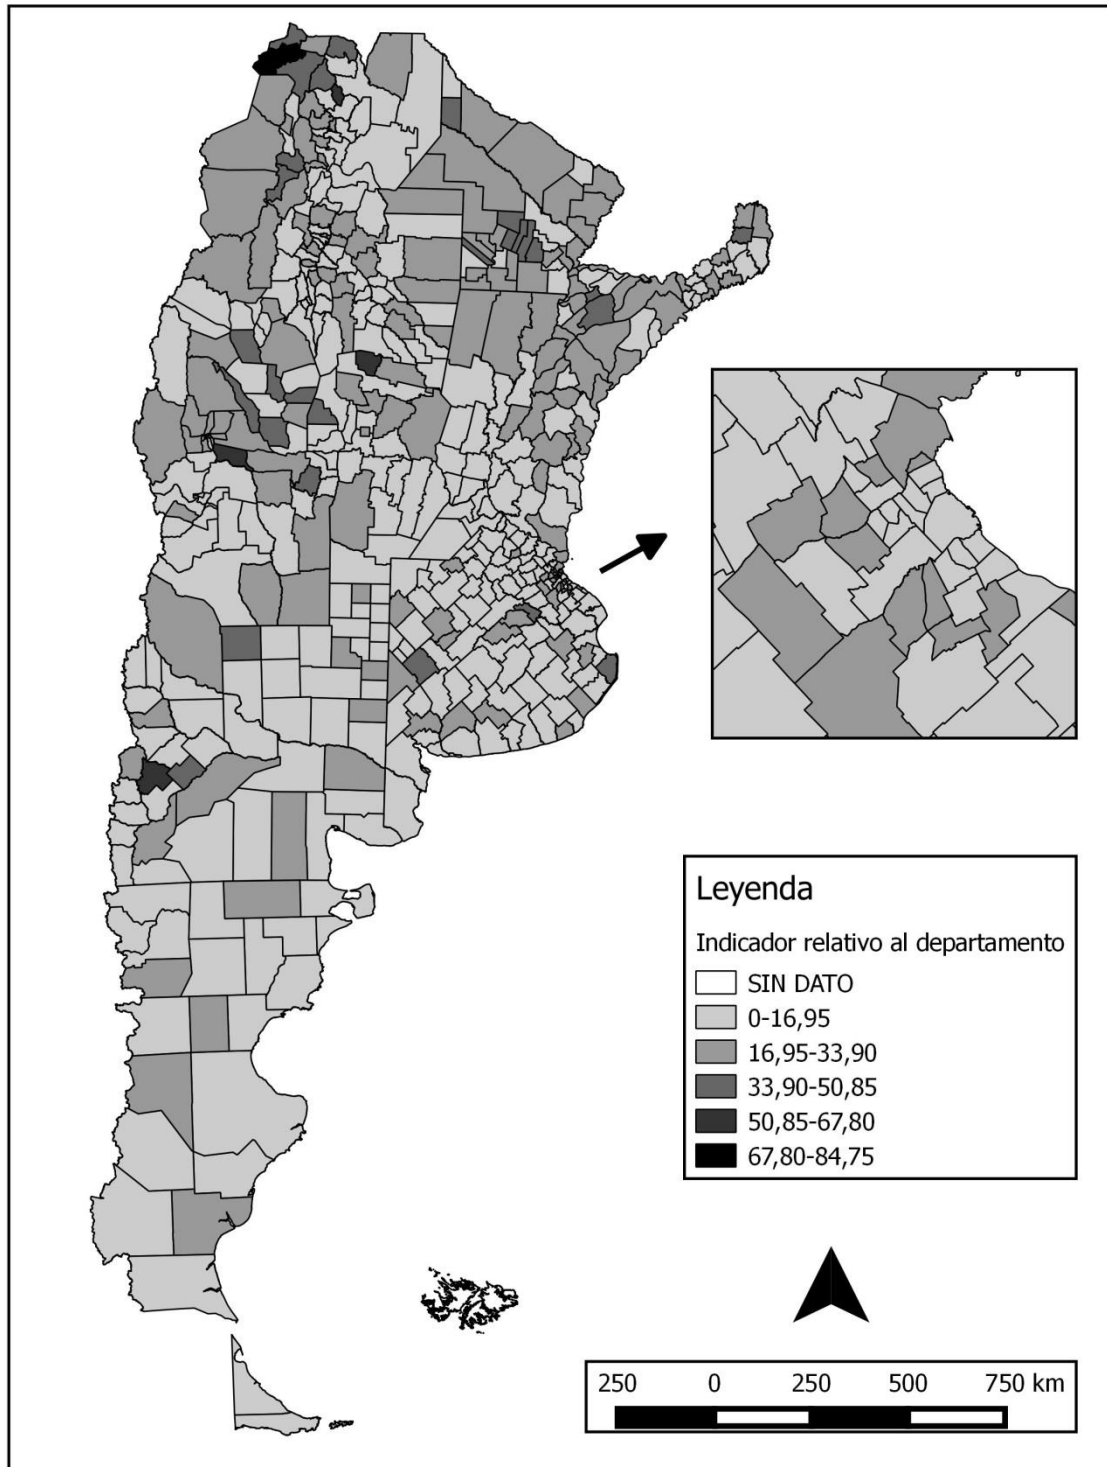 Leyenda
Indicador relativo al departamento
SIN DATO
0-16,95
16,95-33,90
33,90-50,85
50,85-67,80
67,80-84,75
250 0 250 500 750 km